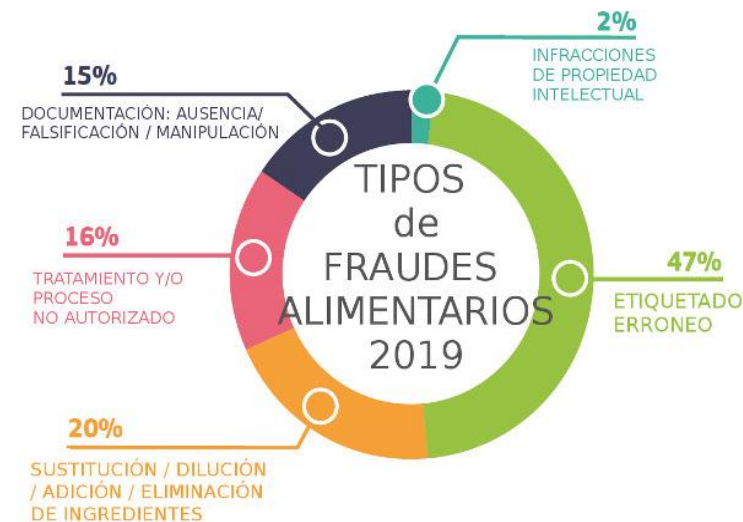 2%
INFRACCIONES
DE PROPIEDAD
INTELECTUAL
15%
DOCUMENTACIÓN: AUSENCIA/
FALSIFICACIÓN / MANIPULACIÓN
TIPOS
de
FRAUDES
ALIMENTARIOS
2019
16%
TRATAMIENTO Y/O
PROCESO
NO AUTORIZADO
47%
ETIQUETADO
ERRONEO
20%
SUSTITUCIÓN / DILUCIÓN
/ ADICIÓN / ELIMINACIÓN
DE INGREDIENTES